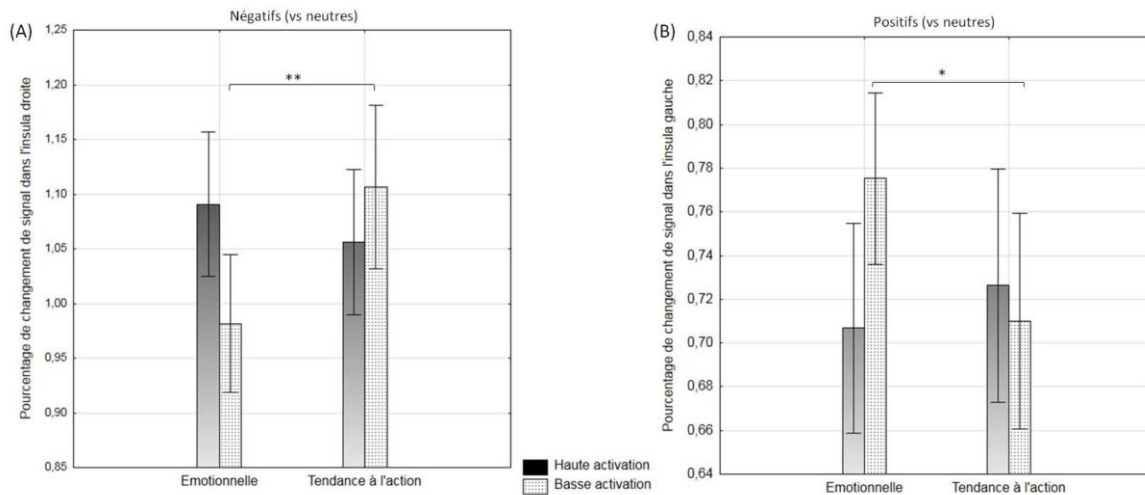 (A)
Négatifs (vs neutres)
Pourcentage de changement de signal dans l'insula droite
1,25
1,20
1,15
1,10
1,05
1,00
0,95
0,90
0,85
**
Emotionnelle
Tendance à l'action
Haute activation
Basse activation
(B)
Positifs (vs neutres)
Pourcentage de changement de signal dans l'insula gauche
0,84
0,82
0,80
0,78
0,76
0,74
0,72
0,70
0,68
0,66
0,64
*
Emotionnelle
Tendance à l'action